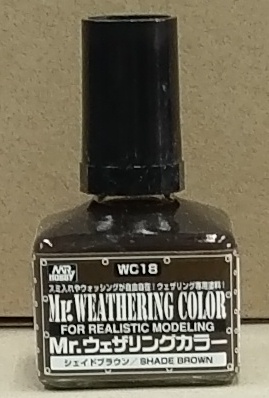 MR
HOBBY
WC18
スミ入れやウォッシングが自由自在!ウェザリング専用塗料!
Mr. WEATHERING COLOR
FOR REALISTIC MODELING
Mr.ウェザリングカラー
シェイドブラウン/SHADE BROWN